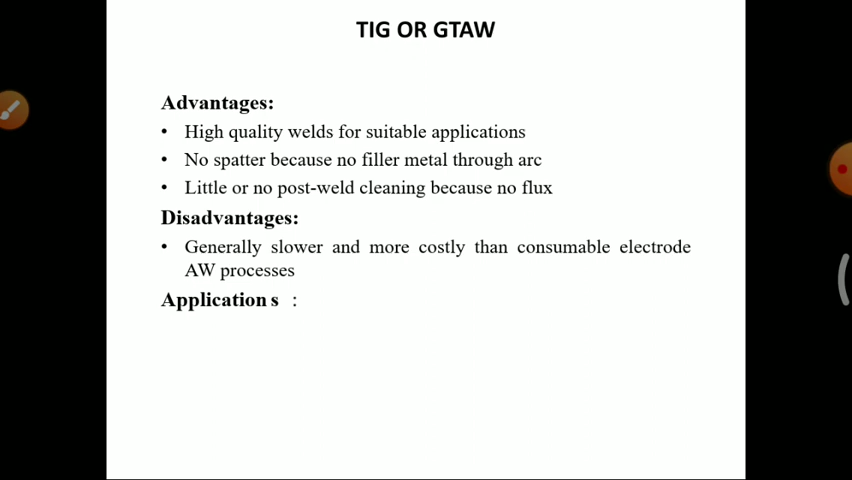 TIG OR GTAW
Advantages:
• High quality welds for suitable applications
• No spatter because no filler metal through arc
• Little or no post-weld cleaning because no flux
Disadvantages:
• Generally slower and more costly than consumable electrode
AW processes
Applications :